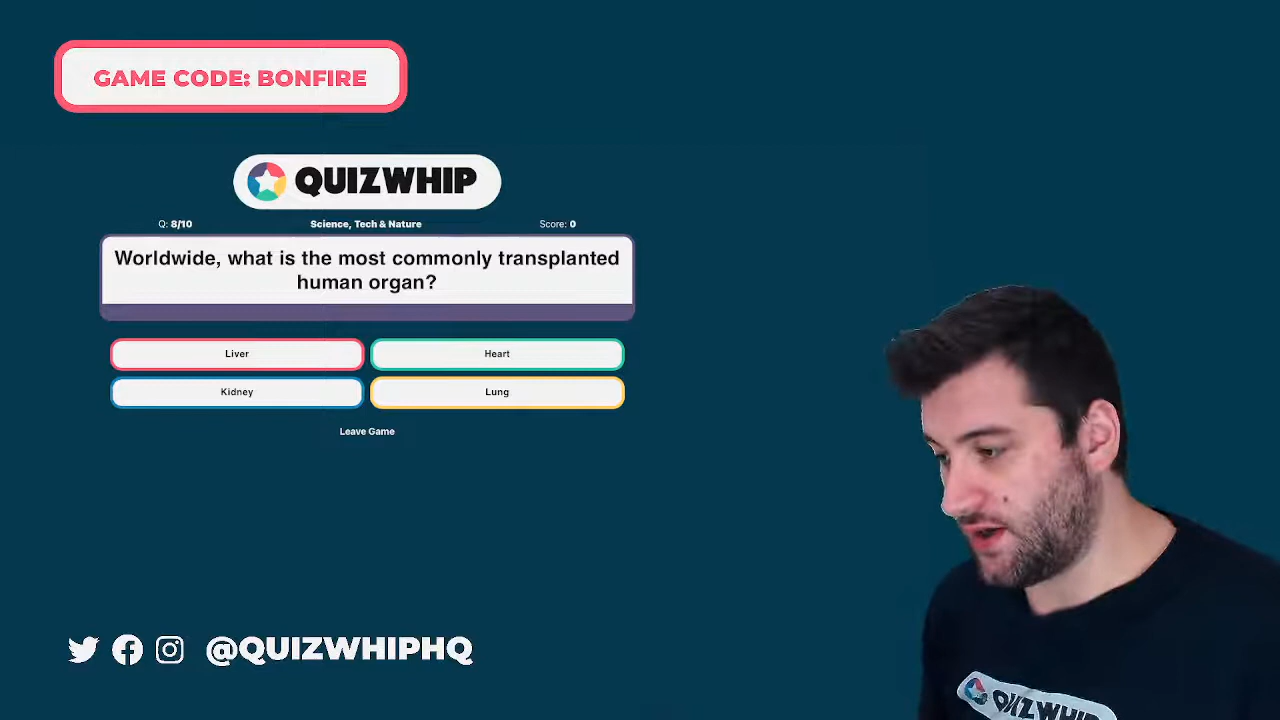 GAME CODE: BONFIRE
QUIZWHIP
Q: 8/10 Science, Tech & Nature Score: 0
Worldwide, what is the most commonly transplanted
human organ?
Liver Heart
Kidney Lung
Leave Game
@QUIZWHIPHQ
QUIZWHIP